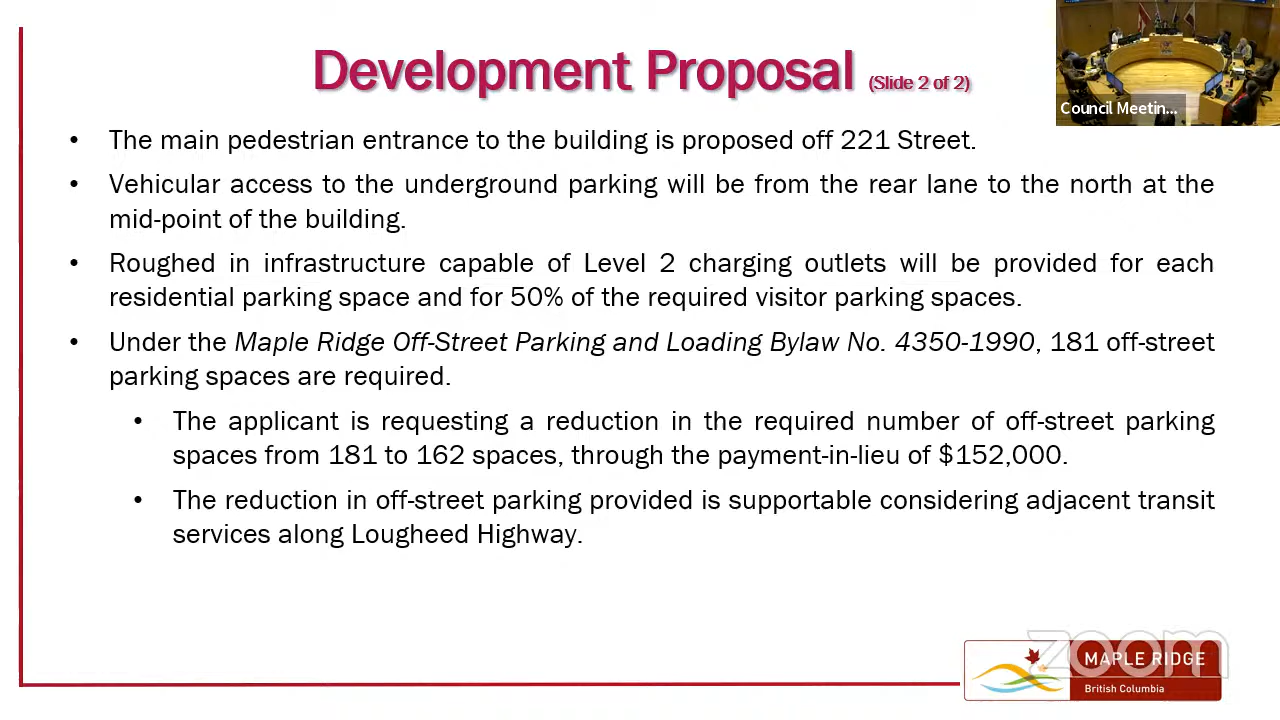 Development Proposal (Slide 2 of 2)
Council Meetin...
• The main pedestrian entrance to the building is proposed off 221 Street.
• Vehicular access to the underground parking will be from the rear lane to the north at the
mid-point of the building.
• Roughed in infrastructure capable of Level 2 charging outlets will be provided for each
residential parking space and for 50% of the required visitor parking spaces.
• Under the Maple Ridge Off-Street Parking and Loading Bylaw No. 4350-1990, 181 off-street
parking spaces are required.
• The applicant is requesting a reduction in the required number of off-street parking
spaces from 181 to 162 spaces, through the payment-in-lieu of $152,000.
• The reduction in off-street parking provided is supportable considering adjacent transit
services along Lougheed Highway.
zoom
MAPLE RIDGE
British Columbia